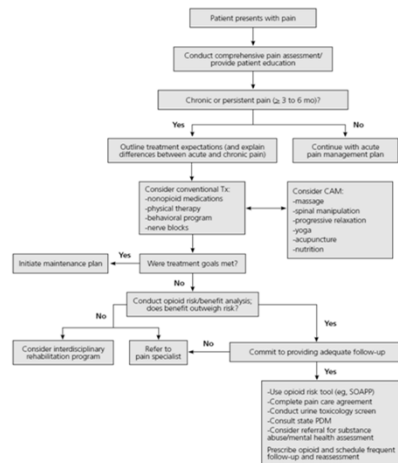 Patient presents with pain
Conduct comprehensive pain assessment/
provide patient education
Chronic or persistent pain (≥ 3 to 6 mo)?
Yes
No
Outline treatment expectations (and explain
differences between acute and chronic pain)
Continue with acute
pain management plan
Consider conventional Tx:
-nonopioid medications
-physical therapy
-behavioral program
-nerve blocks
Consider CAM:
-massage
-spinal manipulation
-progressive relaxation
-yoga
-acupuncture
-nutrition
Initiate maintenance plan
Yes
Were treatment goals met?
No
Conduct opioid risk/benefit analysis;
does benefit outweigh risk?
No
Yes
Consider interdisciplinary
rehabilitation program
Refer to
pain specialist
No
Commit to providing adequate follow-up
Yes
-Use opioid risk tool (eg, SOAPP)
-Complete pain care agreement
-Conduct urine toxicology screen
-Consult state PDM
-Consider referral for substance
abuse/mental health assessment
Prescribe opioid and schedule frequent
follow-up and reassessment